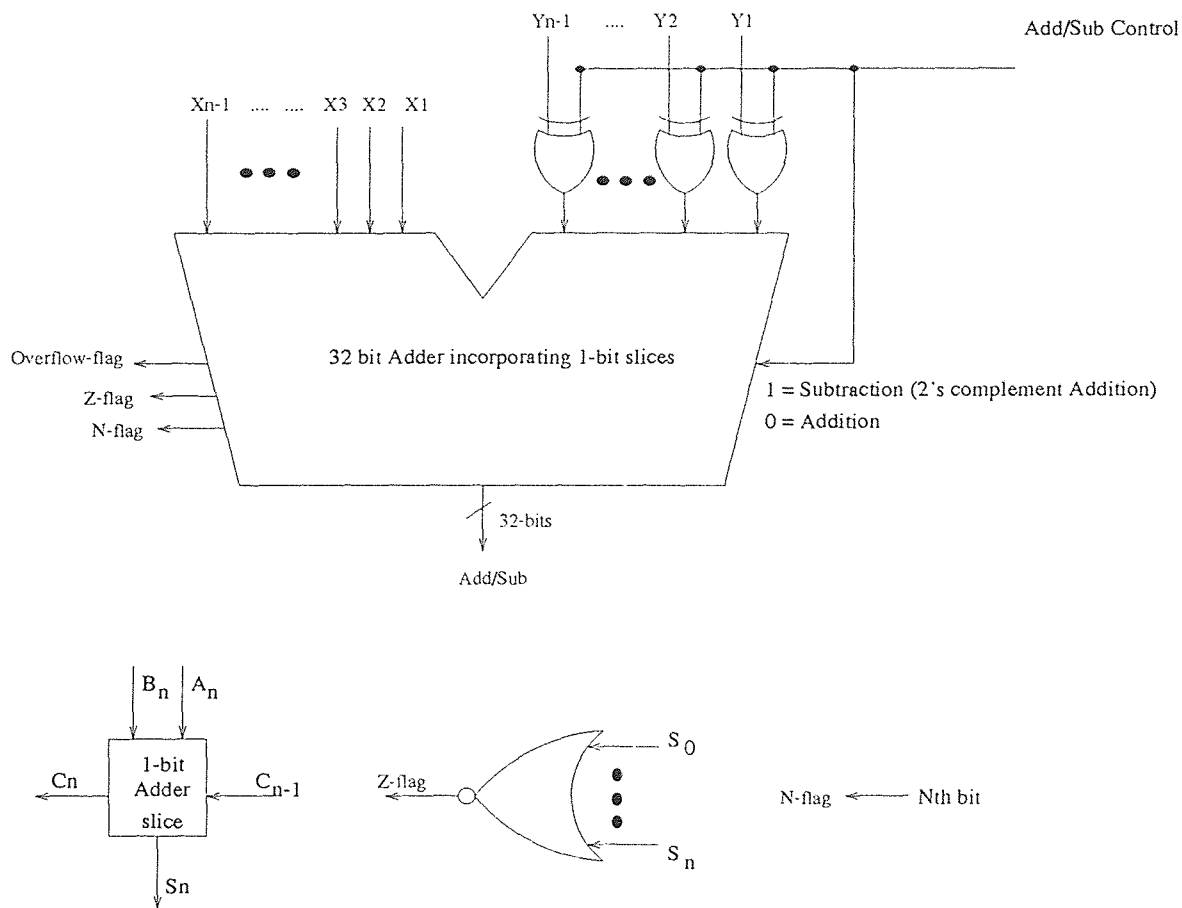 Yn-1 .... Y2 Y1
Add/Sub Control
Xn-1 .... .... X3 X2 X1
Overflow-flag
Z-flag
N-flag
32 bit Adder incorporating 1-bit slices
1 = Subtraction (2's complement Addition)
0 = Addition
32-bits
Add/Sub
Bn An
1-bit
Adder
slice
Cn
Cn-1
Sn
Z-flag
S0
Sn
N-flag
Nth bit